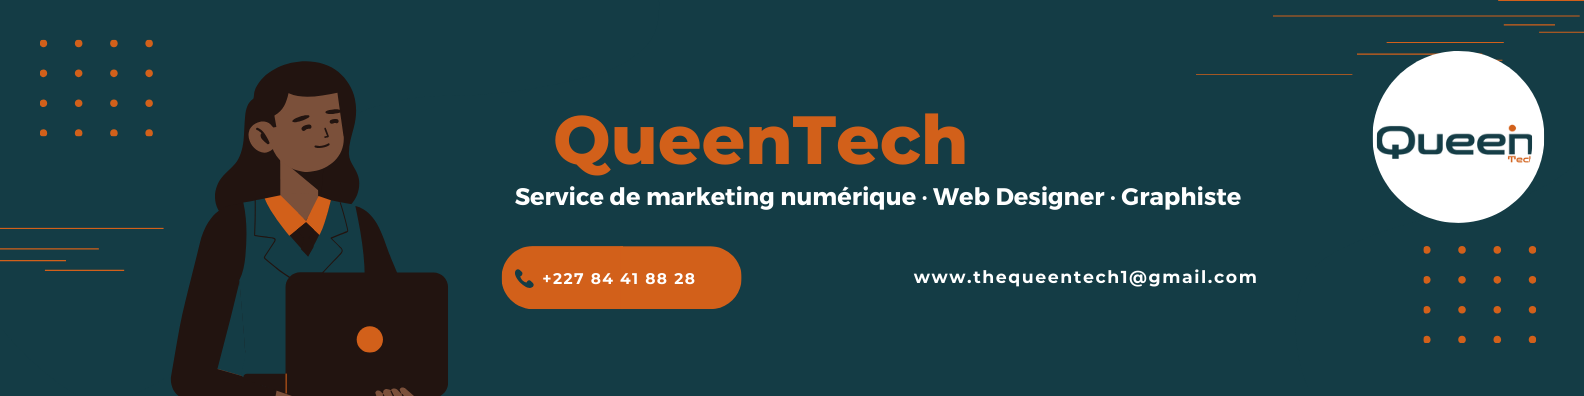 QueenTech
Service de marketing numérique · Web Designer · Graphiste
+227 84 41 88 28
www.thequeentech1@gmail.com
Queen
Tech